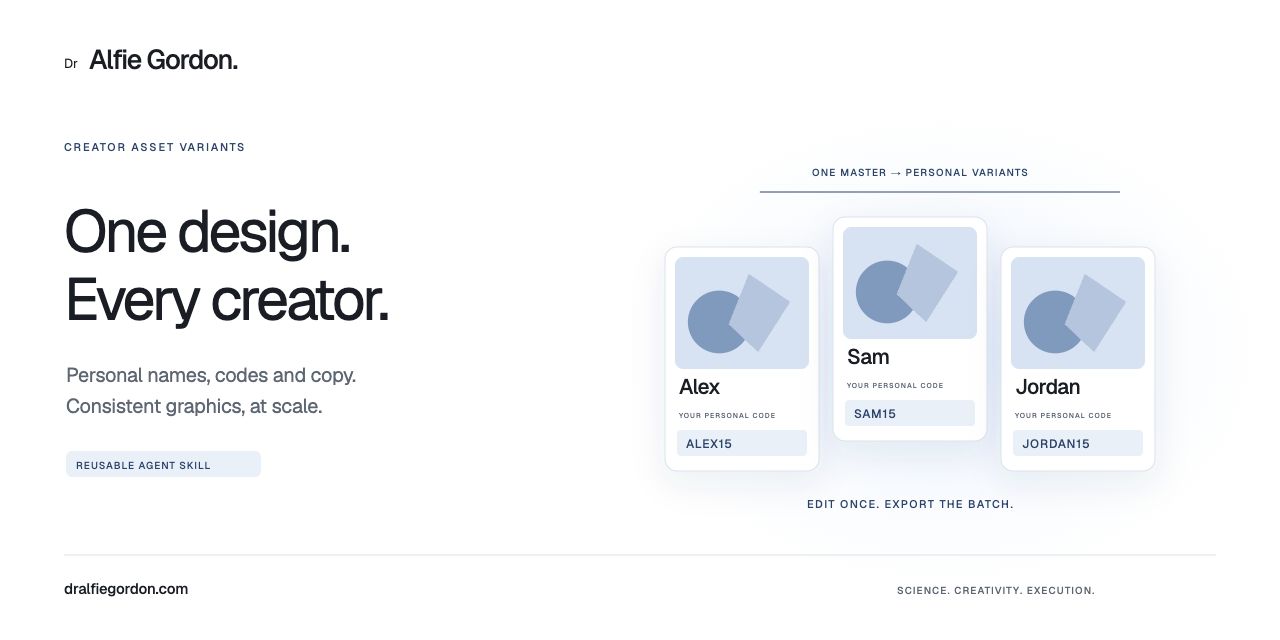 Dr Alfie Gordon.
CREATOR ASSET VARIANTS
One design.
Every creator.
Personal names, codes and copy.
Consistent graphics, at scale.
REUSABLE AGENT SKILL
ONE MASTER → PERSONAL VARIANTS
Alex
YOUR PERSONAL CODE
ALEX15
Sam
YOUR PERSONAL CODE
SAM15
Jordan
YOUR PERSONAL CODE
JORDAN15
EDIT ONCE. EXPORT THE BATCH.
dralfiegordon.com
SCIENCE. CREATIVITY. EXECUTION.